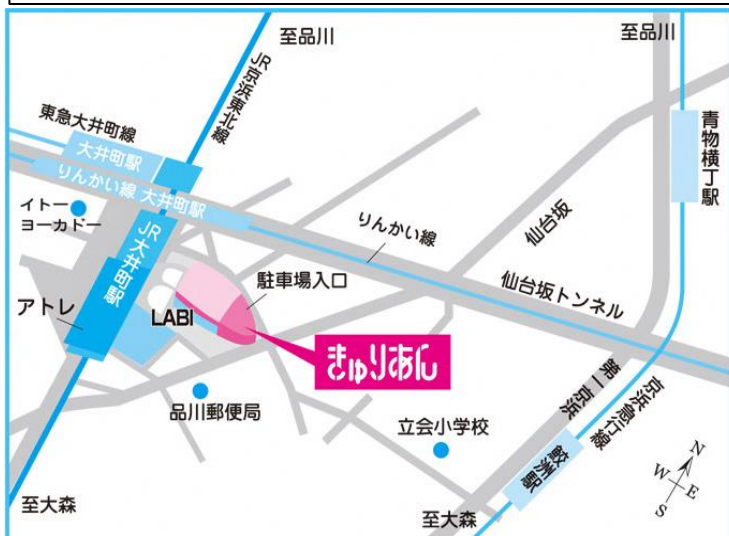 至品川
至品川
JR京浜東北線
東急大井町線
大井町駅
りんかい線 大井町駅
青物横丁駅
イトー
ヨーカドー
りんかい線
仙台坂
JR大井町駅
駐車場入口
仙台坂トンネル
アトレ
LABI
きゅりあん
第一京浜
京浜急行線
品川郵便局
立会小学校
鮫洲駅
N
W
E
S
至大森
至大森